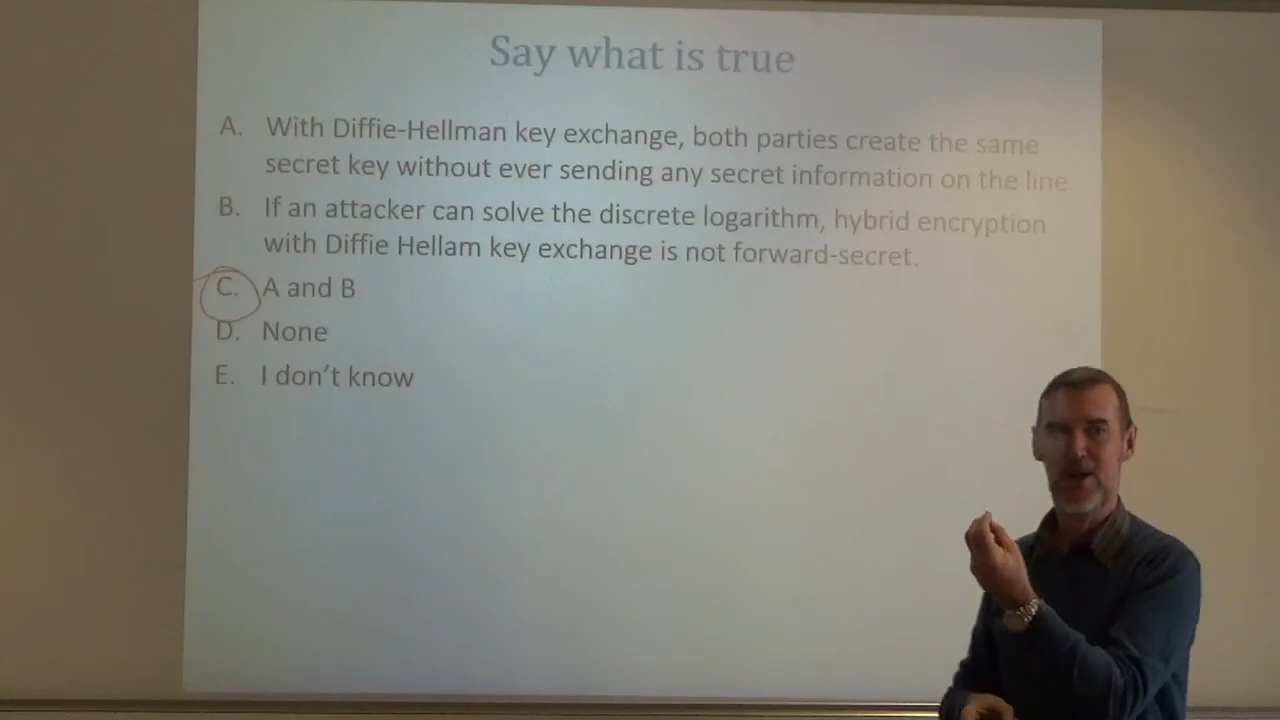 Say what is true
A. With Diffie-Hellman key exchange, both parties create the same
secret key without ever sending any secret information on the line
B. If an attacker can solve the discrete logarithm, hybrid encryption
with Diffie Hellam key exchange is not forward-secret.
C. A and B
D. None
E. I don't know